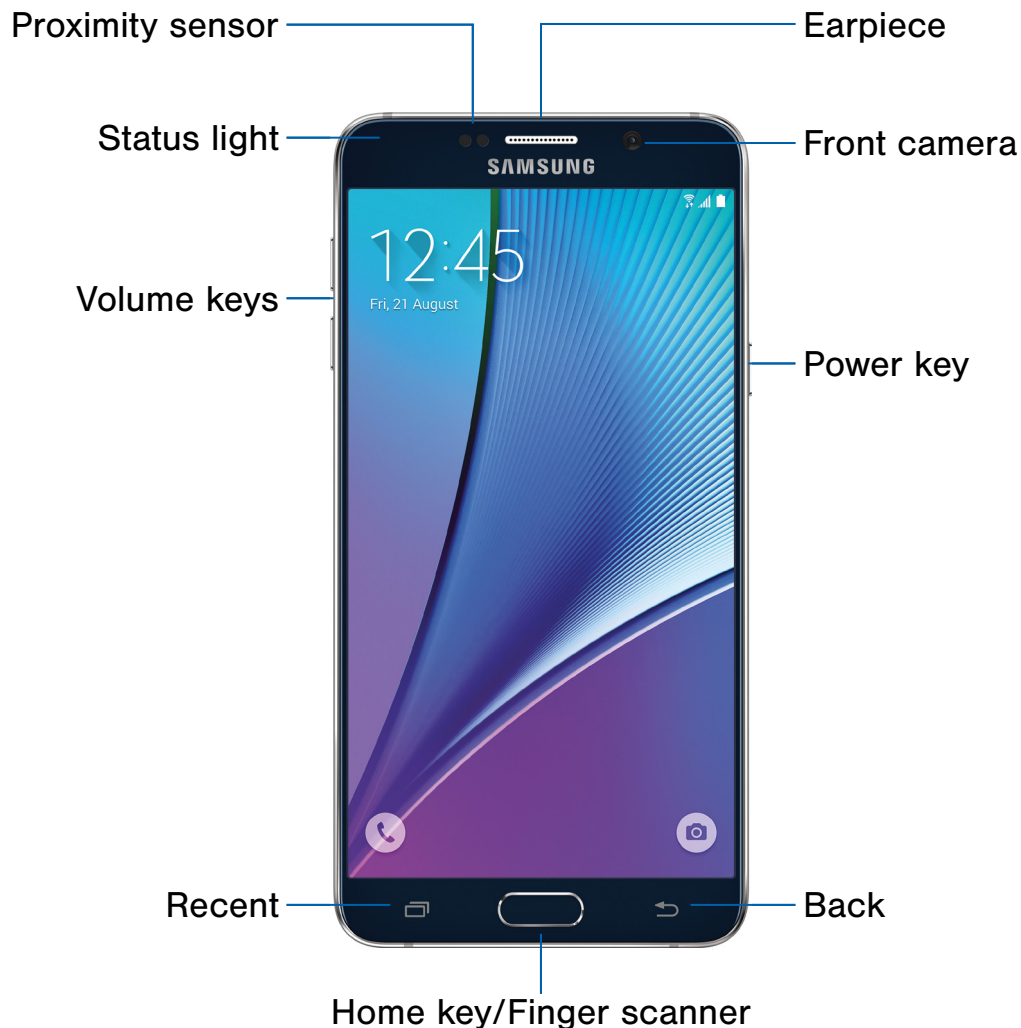 Proximity sensor
Earpiece
Status light
Front camera
SAMSUNG
12:45
Fri, 21 August
Volume keys
Power key
Recent
Back
Home key/Finger scanner